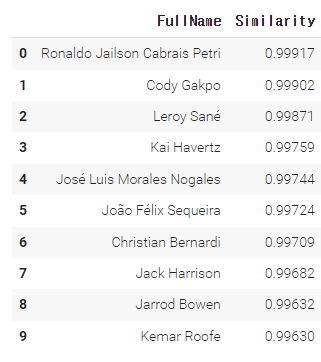 FullName Similarity
0 Ronaldo Jailson Cabrais Petri 0.99917
1 Cody Gakpo 0.99902
2 Leroy Sané 0.99871
3 Kai Havertz 0.99759
4 José Luis Morales Nogales 0.99744
5 João Félix Sequeira 0.99724
6 Christian Bernardi 0.99709
7 Jack Harrison 0.99682
8 Jarrod Bowen 0.99632
9 Kemar Roofe 0.99630